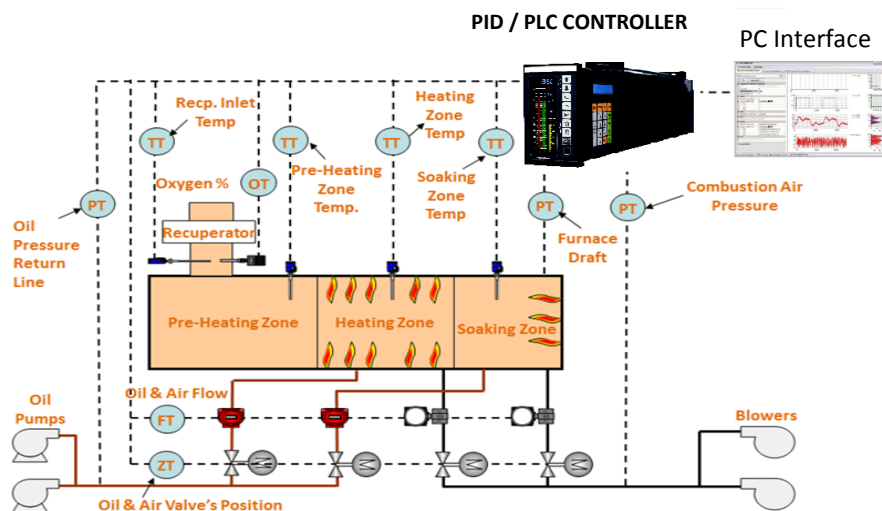 PID / PLC CONTROLLER
PC Interface
Recp. Inlet
Temp
Heating
Zone
Temp
TT
TT
TT
TT
Pre-Heating
Zone
Temp.
Soaking
Zone
Temp
Oxygen %
OT
PT
PT
PT
Combustion Air
Pressure
Oil
Pressure
Return
Line
Recuperator
Furnace
Draft
Pre-Heating Zone
Heating Zone
Soaking Zone
Oil & Air Flow
Oil
Pumps
FT
Blowers
ZT
M
M
M
M
Oil & Air Valve's Position